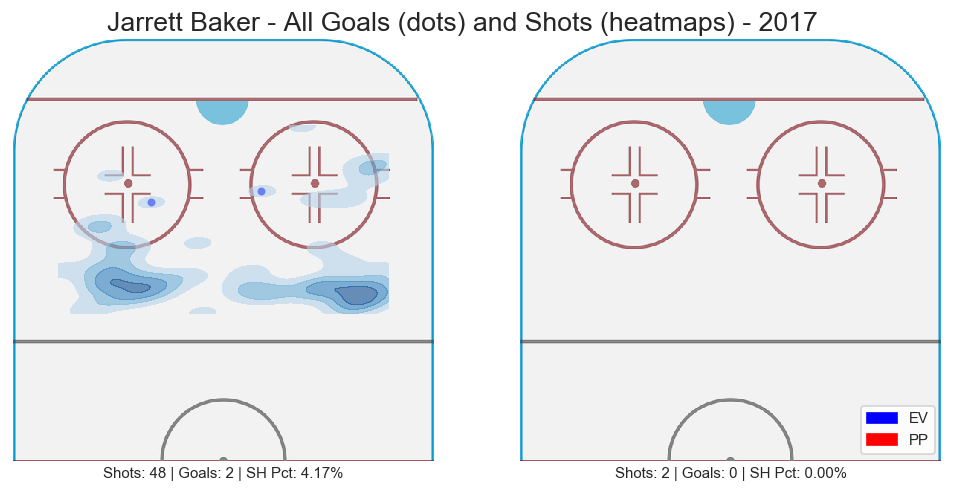 Jarrett Baker - All Goals (dots) and Shots (heatmaps) - 2017
EV
PP
Shots: 48 | Goals: 2 | SH Pct: 4.17%
Shots: 2 | Goals: 0 | SH Pct: 0.00%